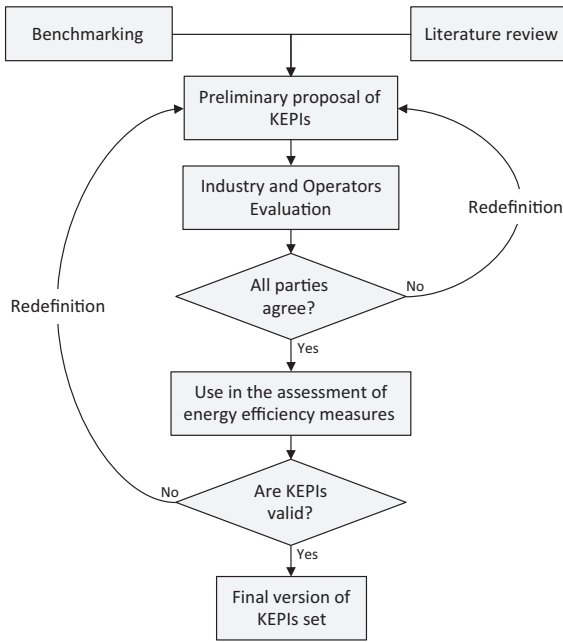 Benchmarking
Literature review
Preliminary proposal of
KEPIs
Industry and Operators
Evaluation
Redefinition
All parties
agree?
No
Redefinition
Yes
Use in the assessment of
energy efficiency measures
No
Are KEPIs
valid?
Yes
Final version of
KEPIs set